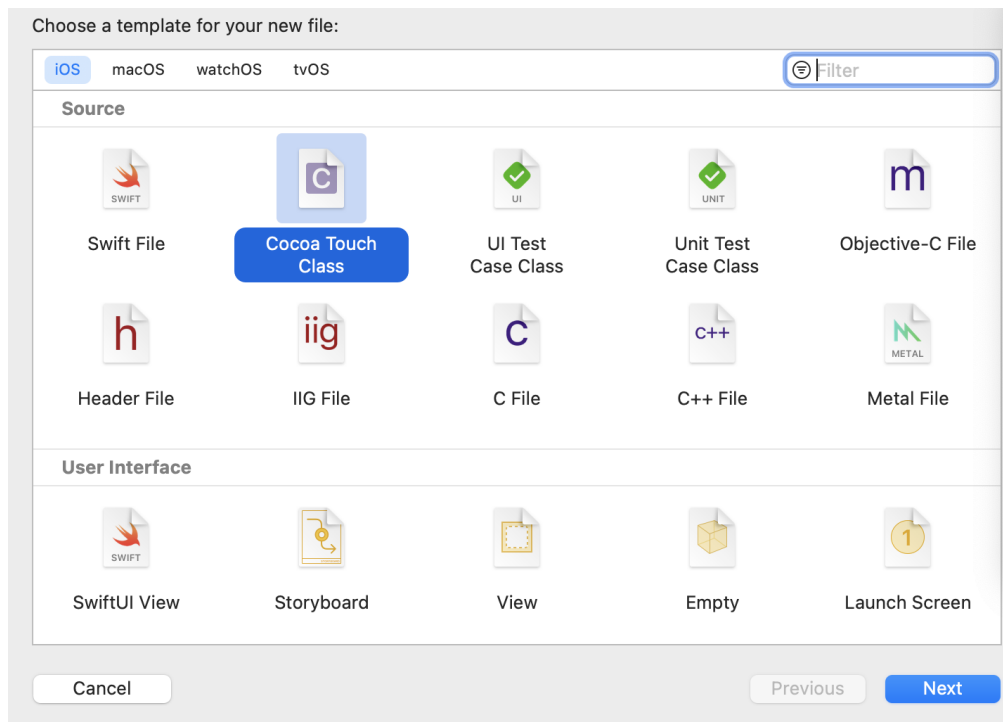 Choose a template for your new file:
iOS macOS watchOS tvOS Filter
Source
SWIFT C UI UNIT m
Swift File Cocoa Touch Class UI Test Case Class Unit Test Case Class Objective-C File
h iig C C++ METAL
Header File IIG File C File C++ File Metal File
User Interface
SWIFT 1
SwiftUI View Storyboard View Empty Launch Screen
Cancel Previous Next